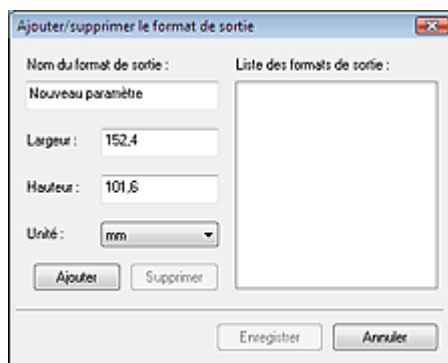 Ajouter/supprimer le format de sortie
Nom du format de sortie :
Liste des formats de sortie :
Nouveau paramètre
Largeur :
152,4
Hauteur :
101,6
Unité :
mm
Ajouter
Supprimer
Enregistrer
Annuler